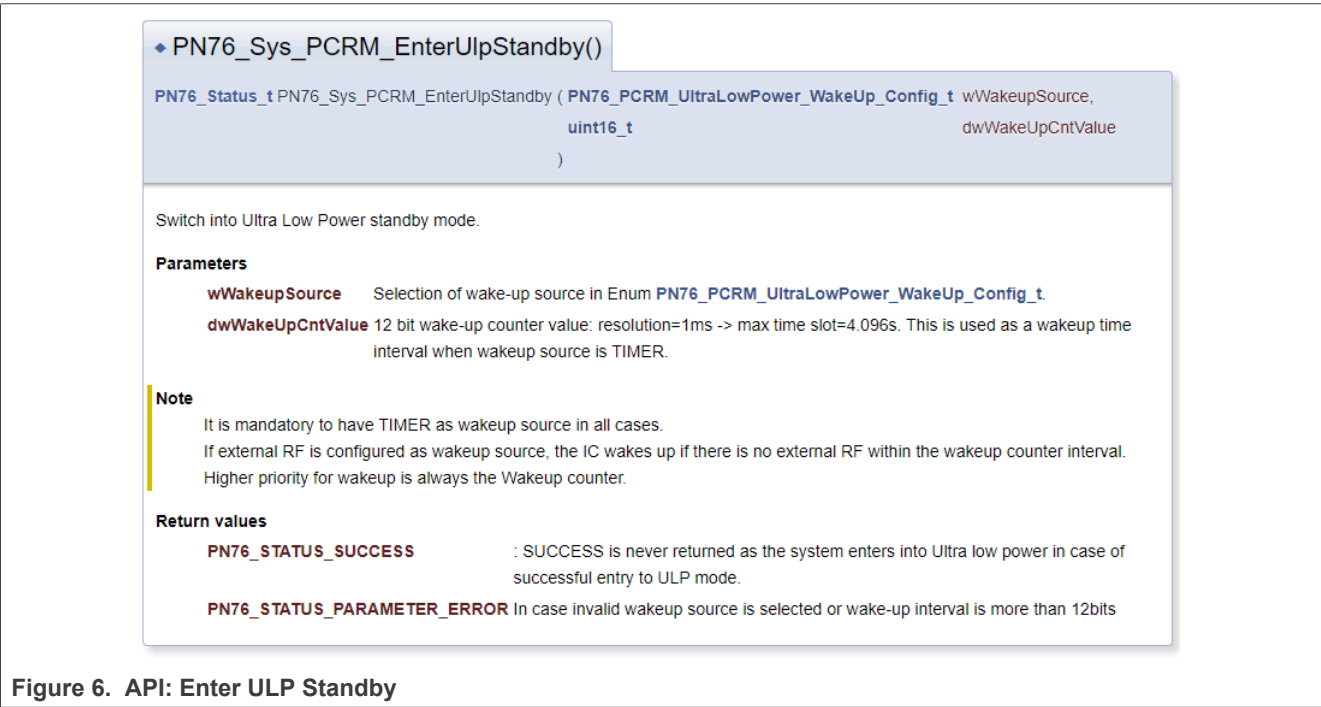 PN76_Sys_PCRM_EnterUlpStandby()
PN76_Status_t PN76_Sys_PCRM_EnterUlpStandby ( PN76_PCRM_UltraLowPower_WakeUp_Config_t wWakeupSource,
uint16_t dwWakeUpCntValue
)
Switch into Ultra Low Power standby mode.
Parameters
wWakeupSource Selection of wake-up source in Enum PN76_PCRM_UltraLowPower_WakeUp_Config_t.
dwWakeUpCntValue 12 bit wake-up counter value: resolution=1ms -> max time slot=4.096s. This is used as a wakeup time
interval when wakeup source is TIMER.
Note
It is mandatory to have TIMER as wakeup source in all cases.
If external RF is configured as wakeup source, the IC wakes up if there is no external RF within the wakeup counter interval.
Higher priority for wakeup is always the Wakeup counter.
Return values
PN76_STATUS_SUCCESS : SUCCESS is never returned as the system enters into Ultra low power in case of
successful entry to ULP mode.
PN76_STATUS_PARAMETER_ERROR In case invalid wakeup source is selected or wake-up interval is more than 12bits
Figure 6. API: Enter ULP Standby